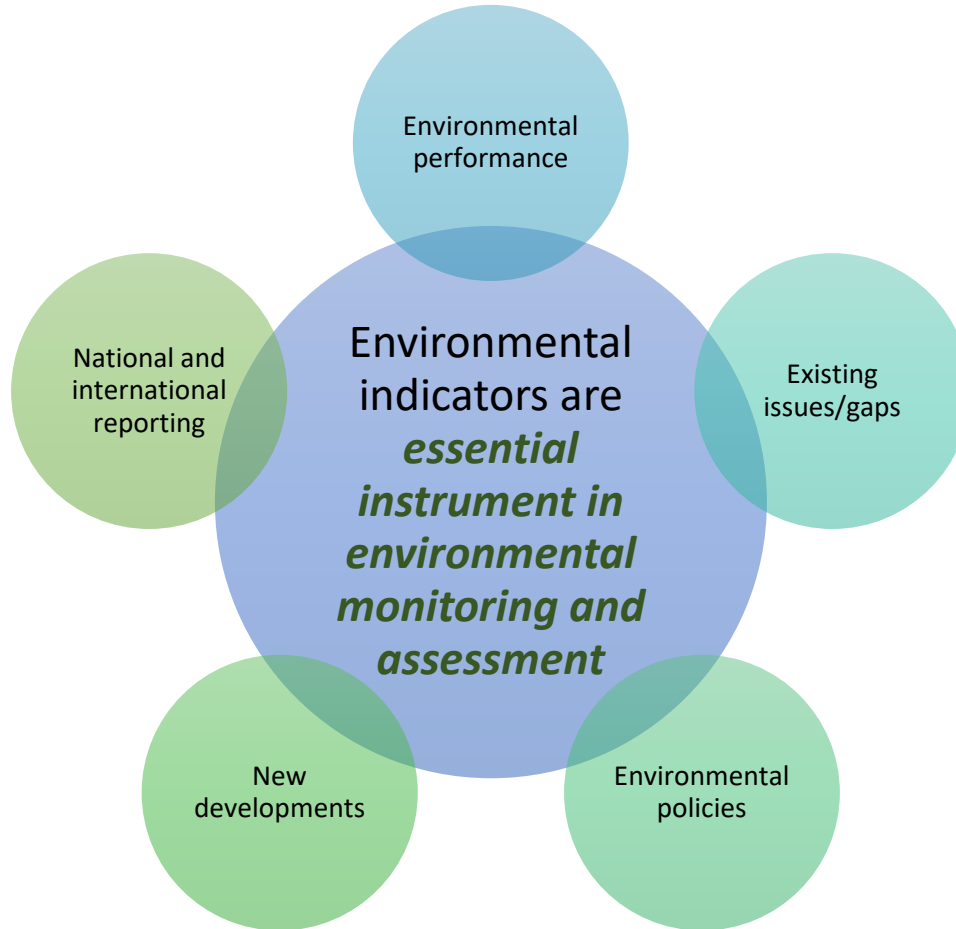 Environmental
performance
National and
international
reporting
Environmental
indicators are
essential
instrument in
environmental
monitoring and
assessment
Existing
issues/gaps
New
developments
Environmental
policies